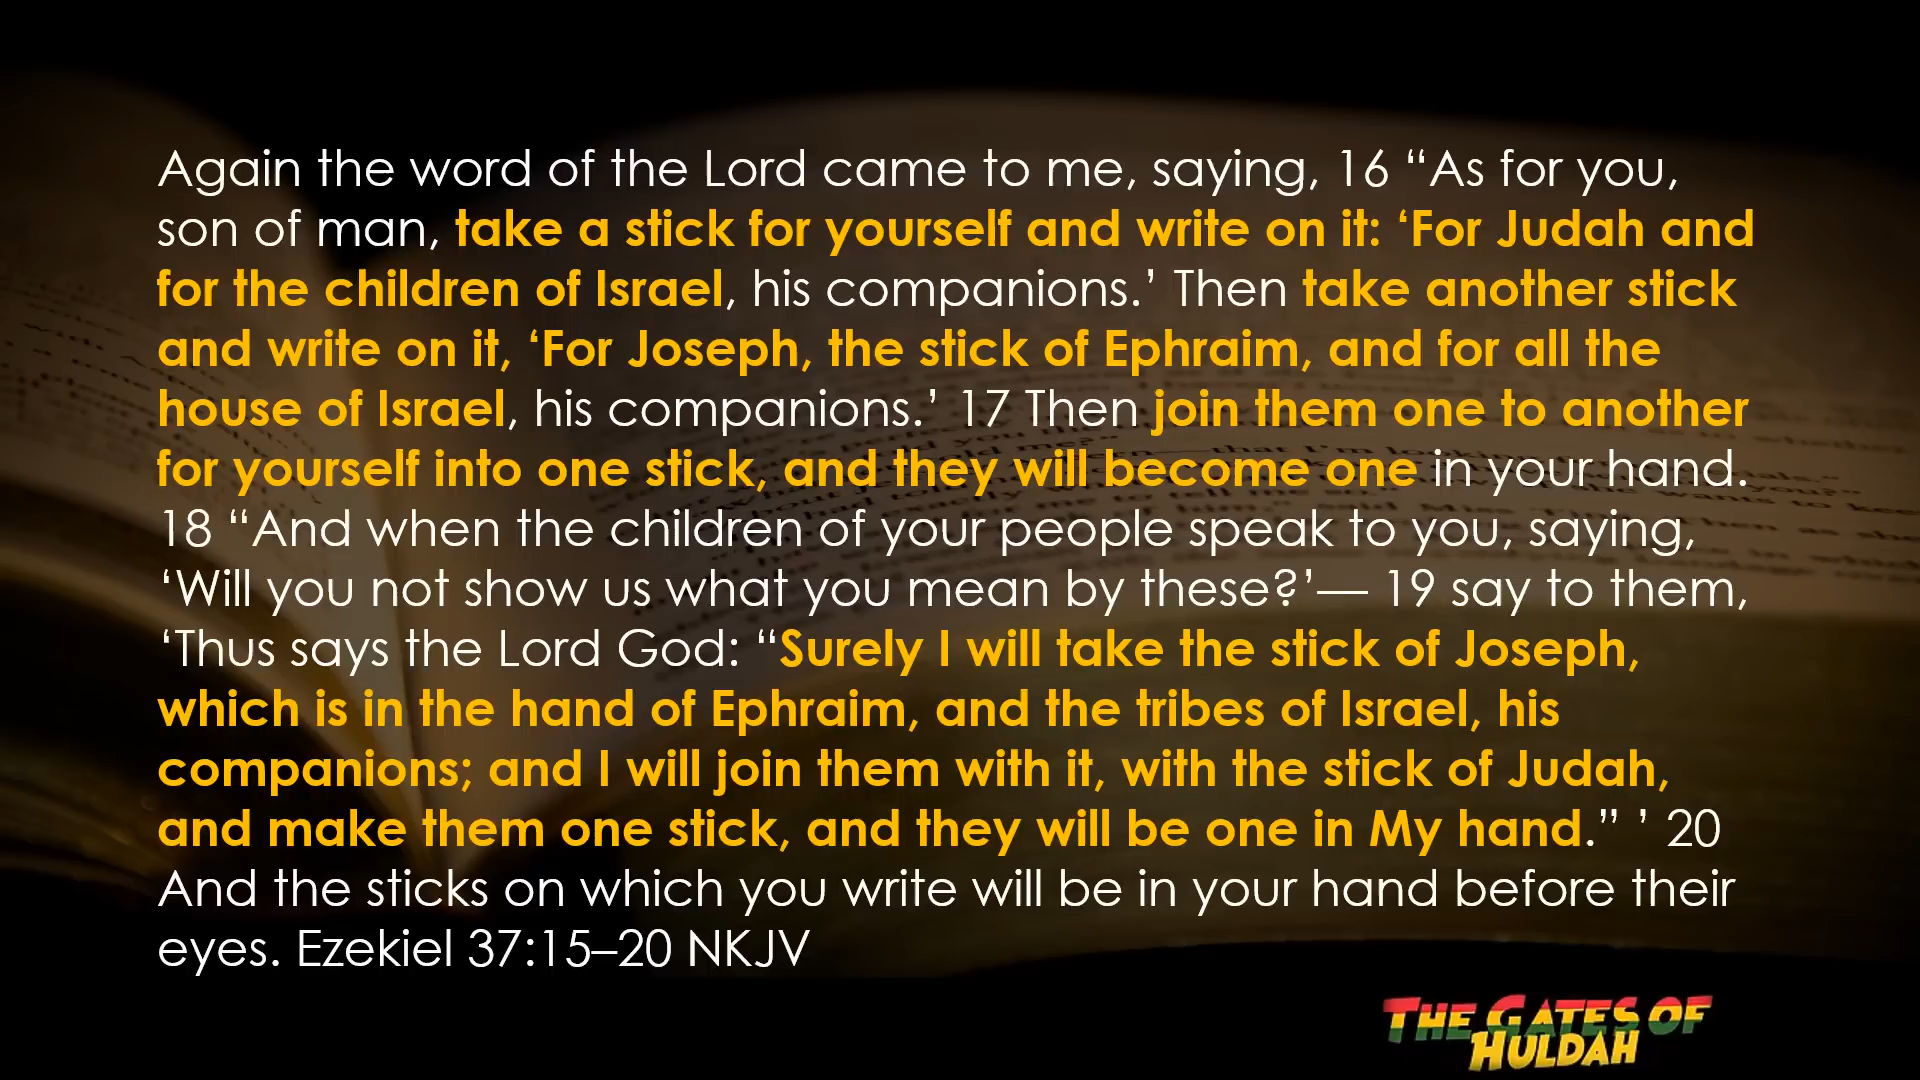 Again the word of the Lord came to me, saying, 16 “As for you,
son of man, take a stick for yourself and write on it: ‘For Judah and
for the children of Israel, his companions.’ Then take another stick
and write on it, ‘For Joseph, the stick of Ephraim, and for all the
house of Israel, his companions.’ 17 Then join them one to another
for yourself into one stick, and they will become one in your hand.
18 “And when the children of your people speak to you, saying,
‘Will you not show us what you mean by these?’— 19 say to them,
‘Thus says the Lord God: “Surely I will take the stick of Joseph,
which is in the hand of Ephraim, and the tribes of Israel, his
companions; and I will join them with it, with the stick of Judah,
and make them one stick, and they will be one in My hand.” ’ 20
And the sticks on which you write will be in your hand before their
eyes. Ezekiel 37:15–20 NKJV
THE GATES OF
HULDAH